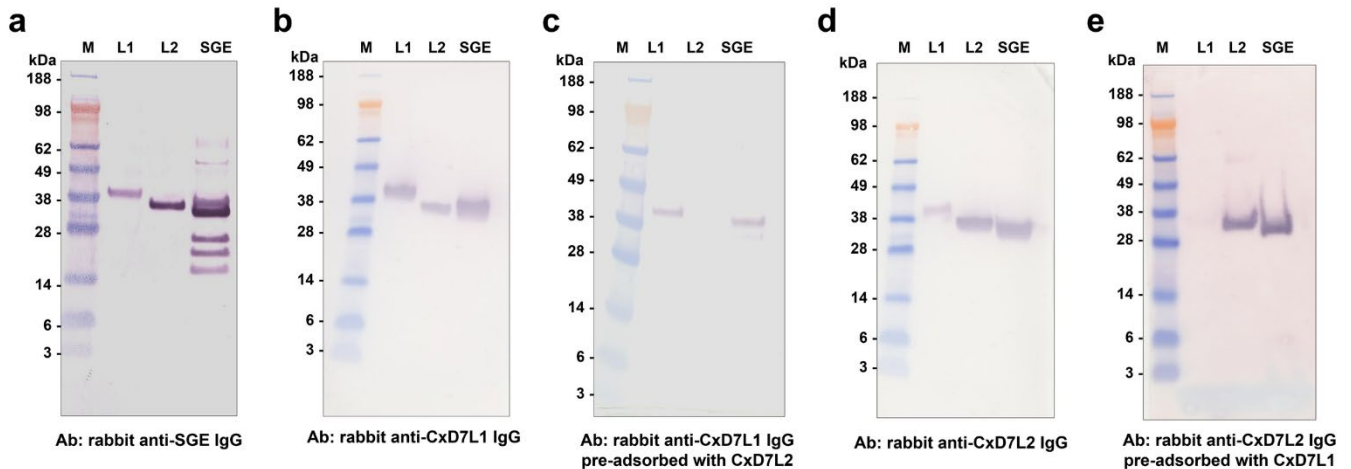 a
M L1 L2 SGE
kDa
188
98
62
49
38
28
14
6
3
Ab: rabbit anti-SGE IgG
b
M L1 L2 SGE
kDa
188
98
62
49
38
28
14
6
3
Ab: rabbit anti-CxD7L1 IgG
c
M L1 L2 SGE
kDa
188
98
62
49
38
28
14
6
3
Ab: rabbit anti-CxD7L1 IgG
pre-adsorbed with CxD7L2
d
M L1 L2 SGE
kDa
188
98
62
49
38
28
14
6
3
Ab: rabbit anti-CxD7L2 IgG
e
M L1 L2 SGE
kDa
188
98
62
49
38
28
14
6
3
Ab: rabbit anti-CxD7L2 IgG
pre-adsorbed with CxD7L1